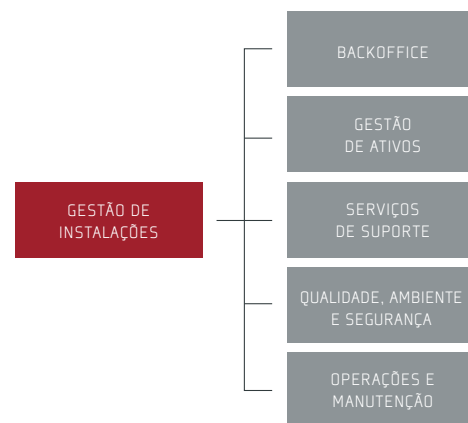 BACKOFFICE
GESTÃO
DE ATIVOS
GESTÃO DE
INSTALAÇÕES
SERVIÇOS
DE SUPORTE
QUALIDADE, AMBIENTE
E SEGURANÇA
OPERAÇÕES E
MANUTENÇÃO